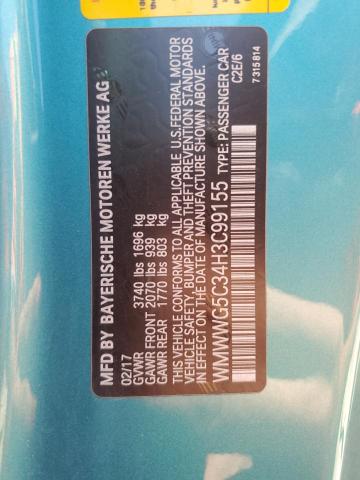 MFD BY BAYERISCHE MOTOREN WERKE AG
02/17
GVWR 3740 lbs 1696 kg
GAWR FRONT 2070 lbs 939 kg
GAWR REAR 1770 lbs 803 kg
THIS VEHICLE CONFORMS TO ALL APPLICABLE U.S.FEDERAL MOTOR
VEHICLE SAFETY, BUMPER AND THEFT PREVENTION STANDARDS
IN EFFECT ON THE DATE OF MANUFACTURE SHOWN ABOVE.
WMWWG5C34H3C99155 TYPE: PASSENGER CAR
C2E/6
7315814